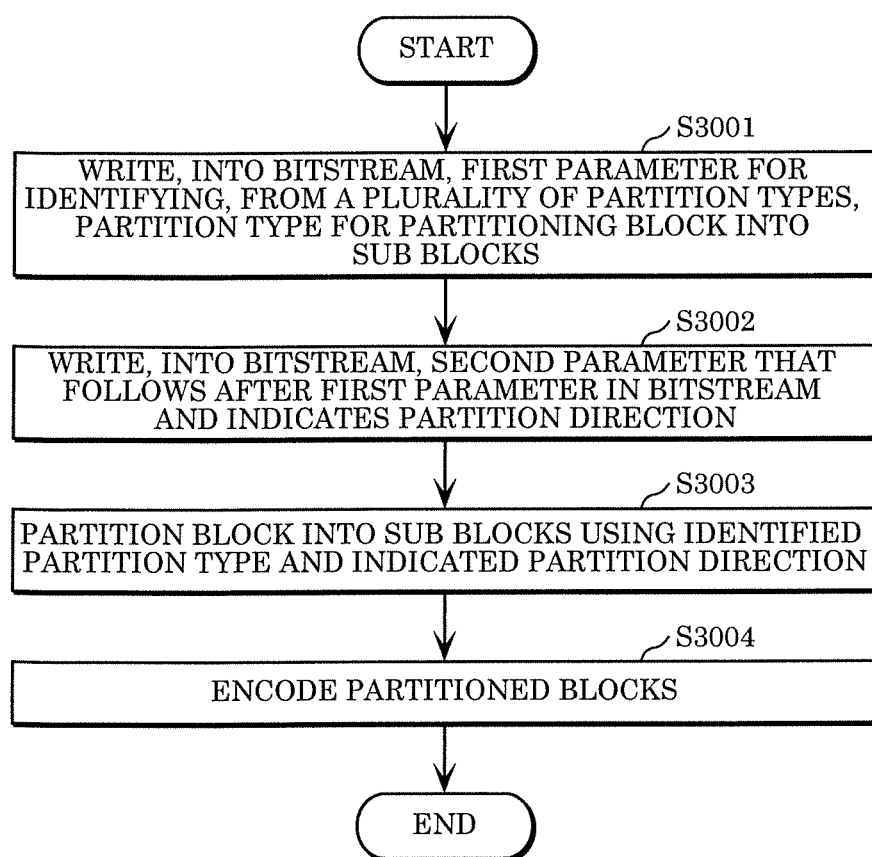 START
S3001
WRITE, INTO BITSTREAM, FIRST PARAMETER FOR
IDENTIFYING, FROM A PLURALITY OF PARTITION TYPES,
PARTITION TYPE FOR PARTITIONING BLOCK INTO
SUB BLOCKS
S3002
WRITE, INTO BITSTREAM, SECOND PARAMETER THAT
FOLLOWS AFTER FIRST PARAMETER IN BITSTREAM
AND INDICATES PARTITION DIRECTION
S3003
PARTITION BLOCK INTO SUB BLOCKS USING IDENTIFIED
PARTITION TYPE AND INDICATED PARTITION DIRECTION
S3004
ENCODE PARTITIONED BLOCKS
END